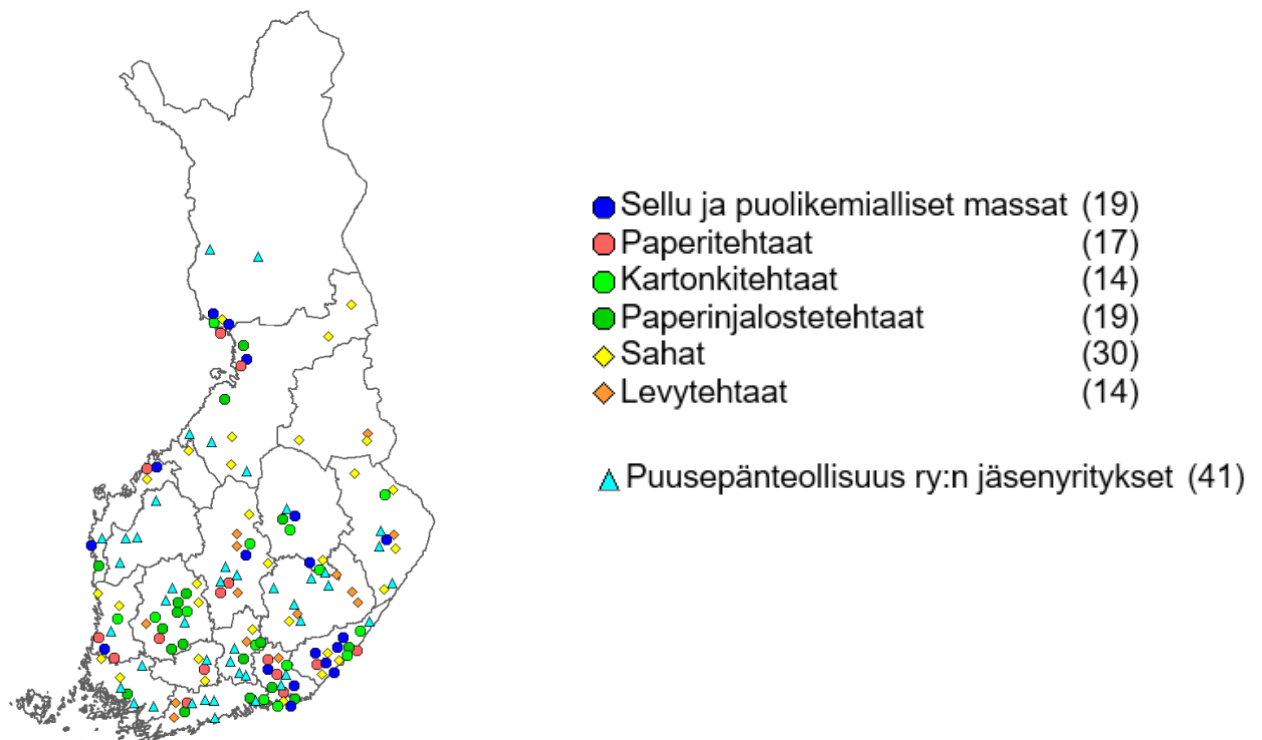 Sellu ja puolikemialliset massat (19)
Paperitehtaat (17)
Kartonkitehtaat (14)
Paperinjalostetehtaat (19)
Sahat (30)
Levytehtaat (14)
Puusepänteollisuus ry:n jäsenyritykset (41)